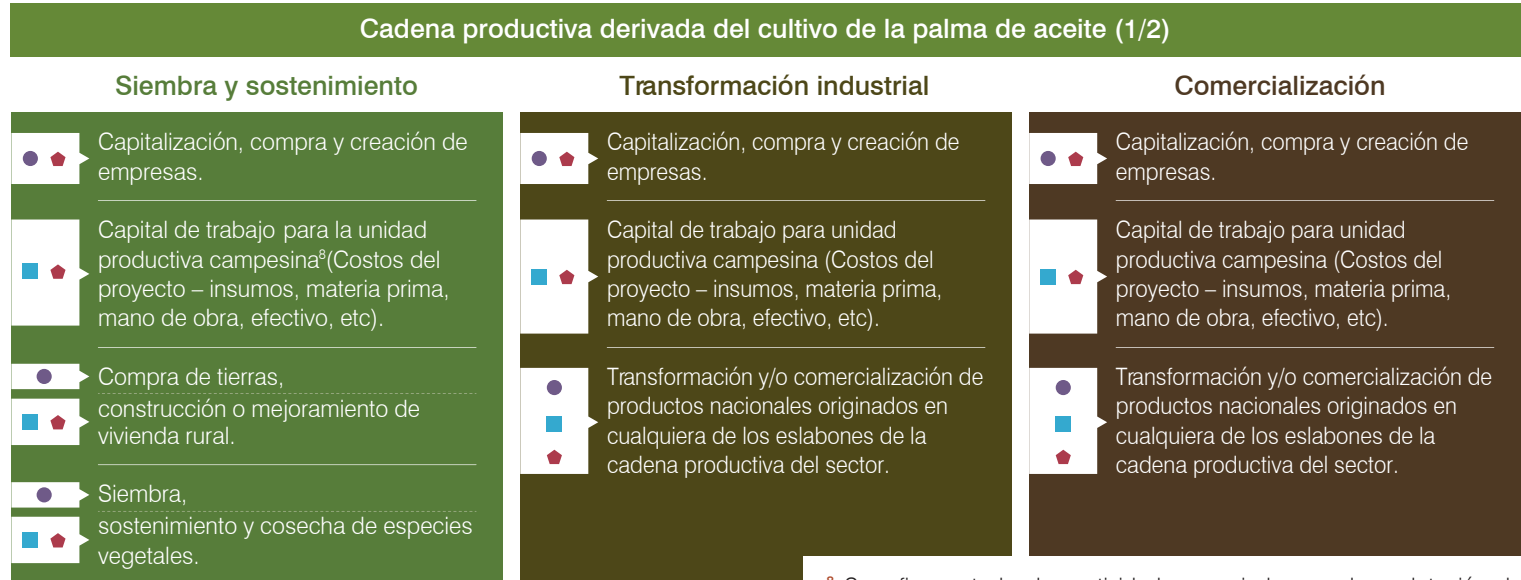 Cadena productiva derivada del cultivo de la palma de aceite (1/2)
Siembra y sostenimiento
Capitalización, compra y creación de
empresas.
Capital de trabajo para la unidad
productiva campesina⁸(Costos del
proyecto – insumos, materia prima,
mano de obra, efectivo, etc).
Compra de tierras,
construcción o mejoramiento de
vivienda rural.
Siembra,
sostenimiento y cosecha de especies
vegetales.
Transformación industrial
Capitalización, compra y creación de
empresas.
Capital de trabajo para unidad
productiva campesina (Costos del
proyecto – insumos, materia prima,
mano de obra, efectivo, etc).
Transformación y/o comercialización de
productos nacionales originados en
cualquiera de los eslabones de la
cadena productiva del sector.
Comercialización
Capitalización, compra y creación de
empresas.
Capital de trabajo para unidad
productiva campesina (Costos del
proyecto – insumos, materia prima,
mano de obra, efectivo, etc).
Transformación y/o comercialización de
productos nacionales originados en
cualquiera de los eslabones de la
cadena productiva del sector.